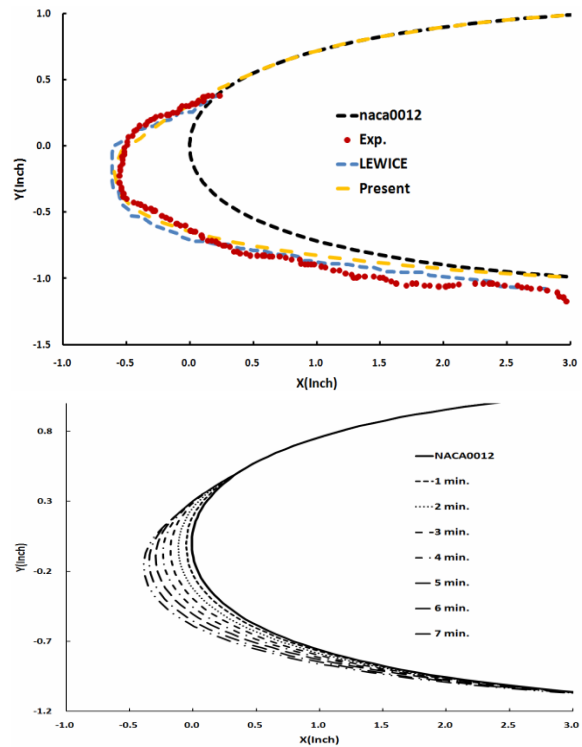 1.0
0.5
0.0
-0.5
-1.0
-1.5
Y(Inch)
naca0012
Exp.
LEWICE
Present
-1.0 -0.5 0.0 0.5 1.0 1.5 2.0 2.5 3.0
X(Inch)
0.8
0.3
-0.2
-0.7
-1.2
Y(Inch)
NACA0012
1 min.
2 min.
3 min.
4 min.
5 min.
6 min.
7 min.
-1.0 -0.5 0.0 0.5 1.0 1.5 2.0 2.5 3.0
X(Inch)